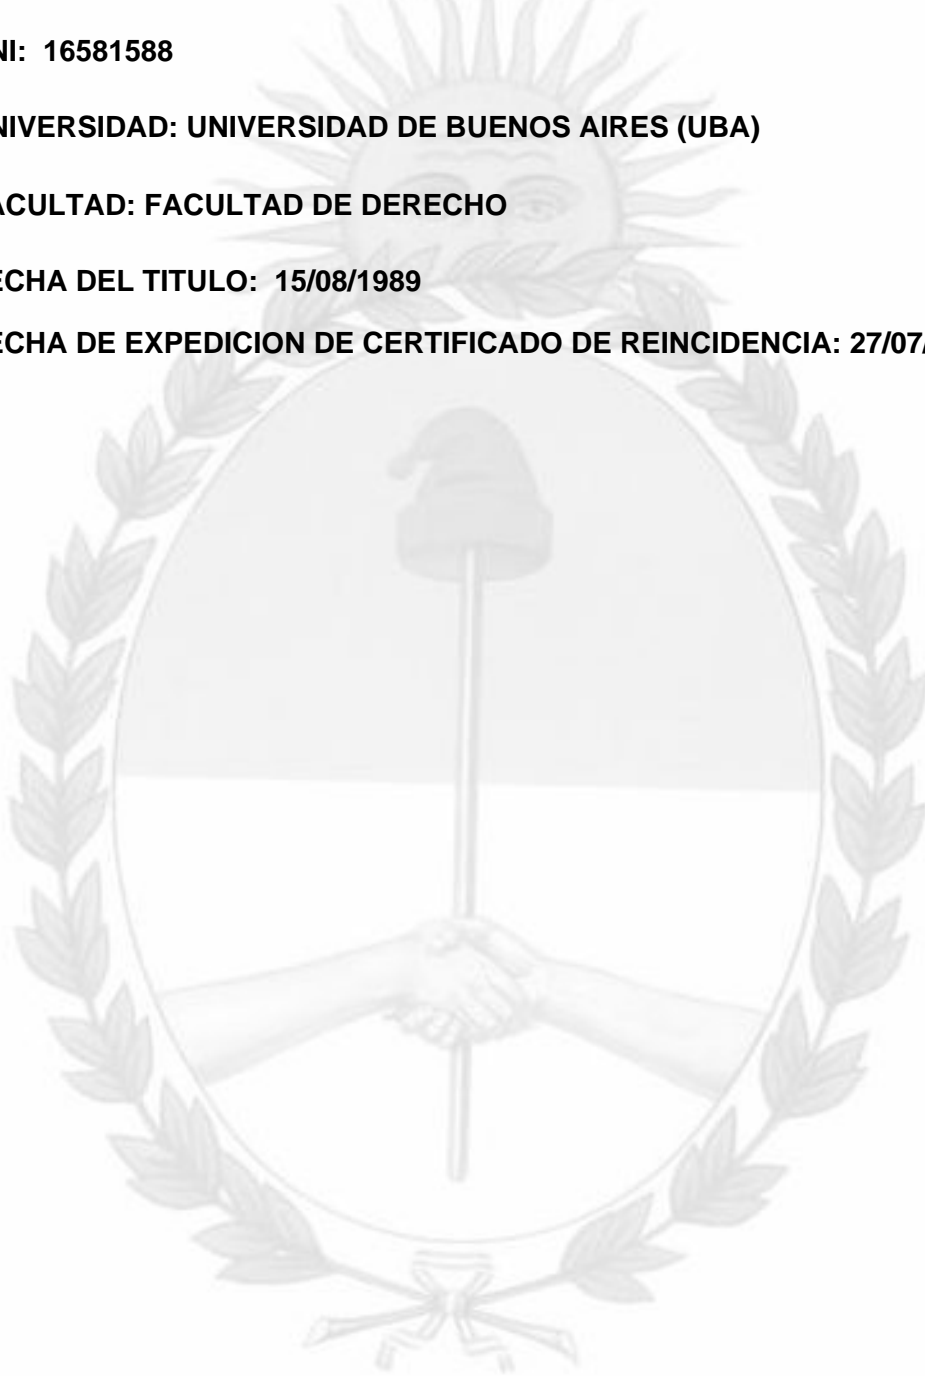 NI: 16581588
NIVERSIDAD: UNIVERSIDAD DE BUENOS AIRES (UBA)
ACULTAD: FACULTAD DE DERECHO
ECHA DEL TITULO: 15/08/1989
ECHA DE EXPEDICION DE CERTIFICADO DE REINCIDENCIA: 27/07/